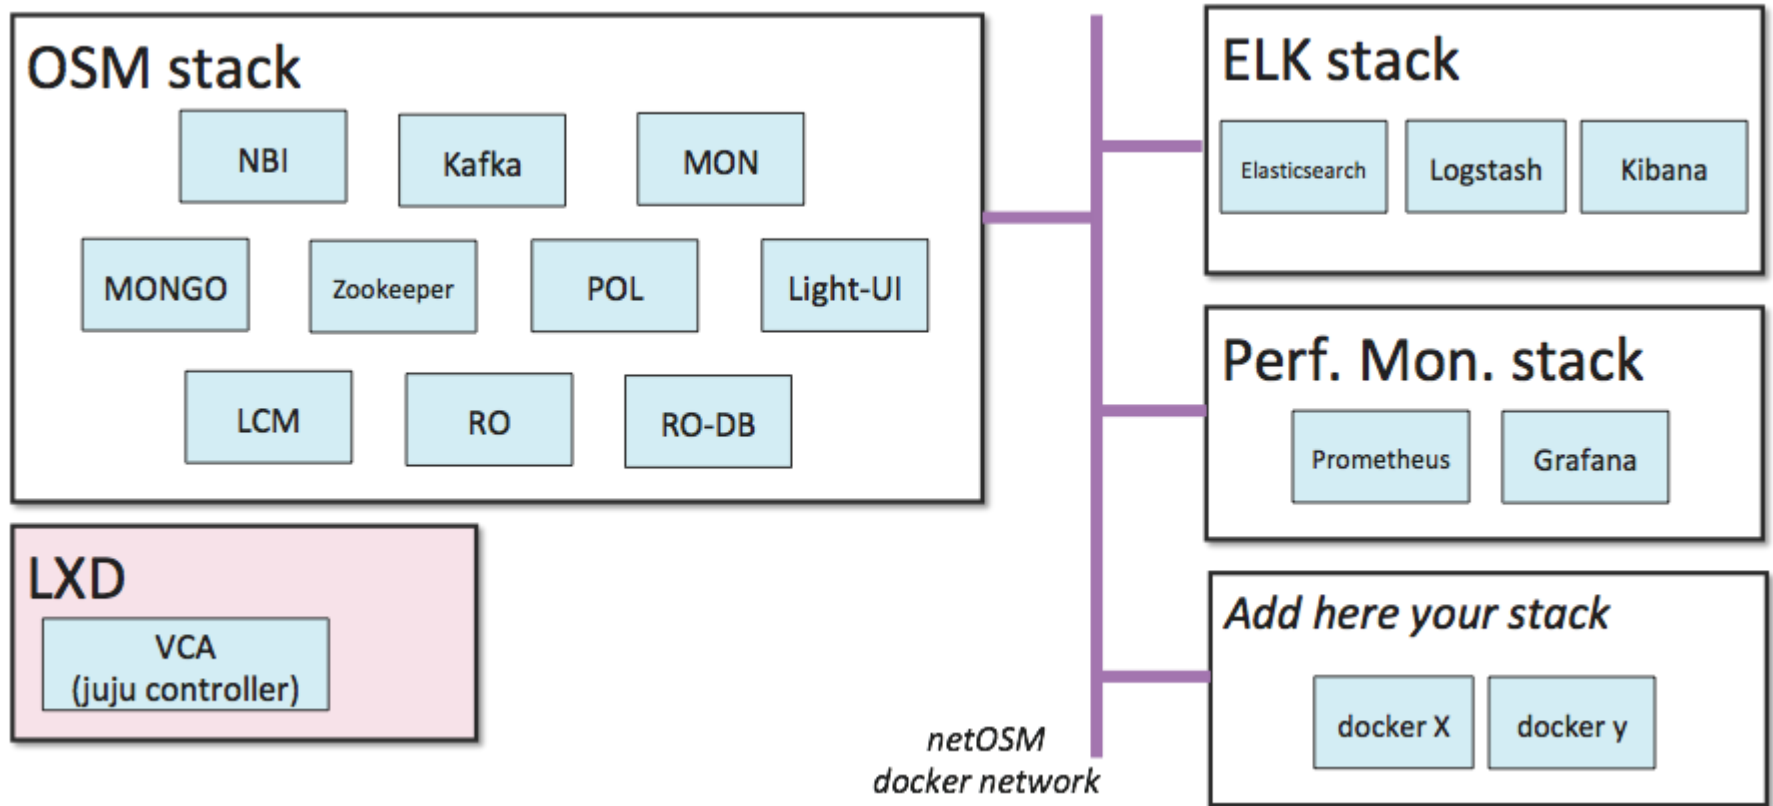 OSM stack
NBI
Kafka
MON
MONGO
Zookeeper
POL
Light-UI
LCM
RO
RO-DB
LXD
VCA
(juju controller)
netOSM
docker network
ELK stack
Elasticsearch
Logstash
Kibana
Perf. Mon. stack
Prometheus
Grafana
Add here your stack
docker X
docker y